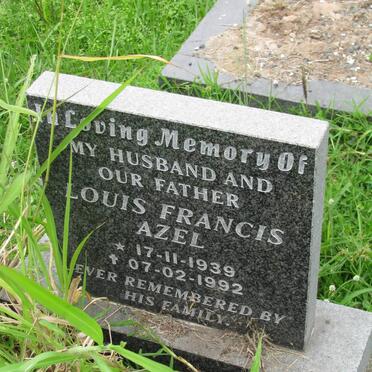 In Loving Memory Of
MY HUSBAND AND
OUR FATHER
LOUIS FRANCIS
AZEL
* 17-11-1939
✝ 07-02-1992
EVER REMEMBERED BY
HIS FAMILY.